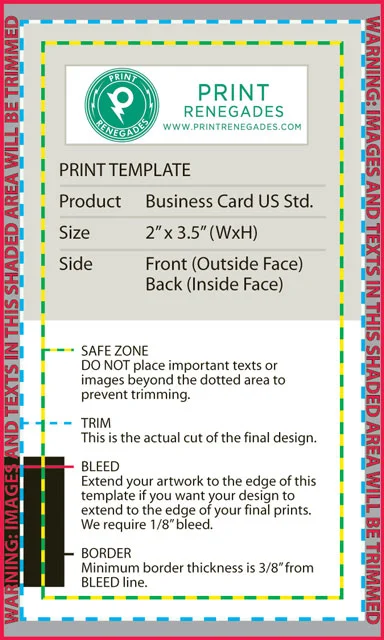 WARNING: IMAGES AND TEXTS IN THIS SHADED AREA WILL BE TRIMMED
PRINT
RENEGADES
PRINT
RENEGADES
WWW.PRINTRENEGADES.COM
PRINT TEMPLATE
Product Business Card US Std.
Size 2” x 3.5” (WxH)
Side Front (Outside Face)
Back (Inside Face)
SAFE ZONE
DO NOT place important texts or
images beyond the dotted area to
prevent trimming.
TRIM
This is the actual cut of the final design.
BLEED
Extend your artwork to the edge of this
template if you want your design to
extend to the edge of your final prints.
We require 1/8” bleed.
BORDER
Minimum border thickness is 3/8” from
BLEED line.
WARNING: IMAGES AND TEXTS IN THIS SHADED AREA WILL BE TRIMMED